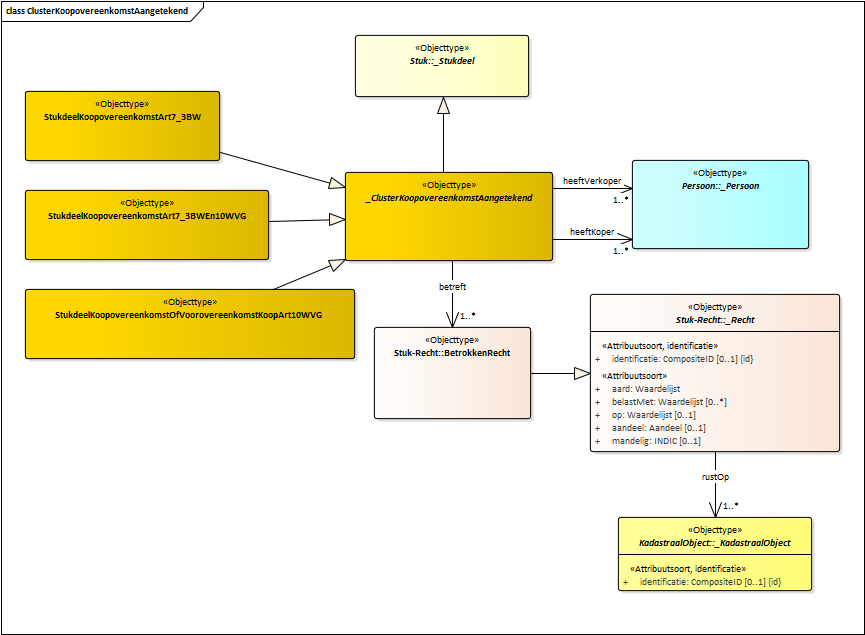 class ClusterKoopovereenkomstAangetekend
«Objecttype»
Stuk::_Stukdeel
«Objecttype»
StukdeelKoopovereenkomstArt7_3BW
«Objecttype»
StukdeelKoopovereenkomstArt7_3BWEn10WVG
«Objecttype»
StukdeelKoopovereenkomstOfVoorovereenkomstKoopArt10WVG
«Objecttype»
_ClusterKoopovereenkomstAangetekend
heeftVerkoper
1..*
heeftKoper
1..*
«Objecttype»
Persoon::_Persoon
betreft
1..*
«Objecttype»
Stuk-Recht::BetrokkenRecht
«Objecttype»
Stuk-Recht::_Recht
«Attribuutsoort, identificatie»
+ identificatie: CompositeID [0..1] {id}
«Attribuutsoort»
+ aard: Waardelijst
+ belastMet: Waardelijst [0..*]
+ op: Waardelijst [0..1]
+ aandeel: Aandeel [0..1]
+ mandelig: INDIC [0..1]
rustOp
1..*
«Objecttype»
KadastraalObject::_KadastraalObject
«Attribuutsoort, identificatie»
+ identificatie: CompositeID [0..1] {id}